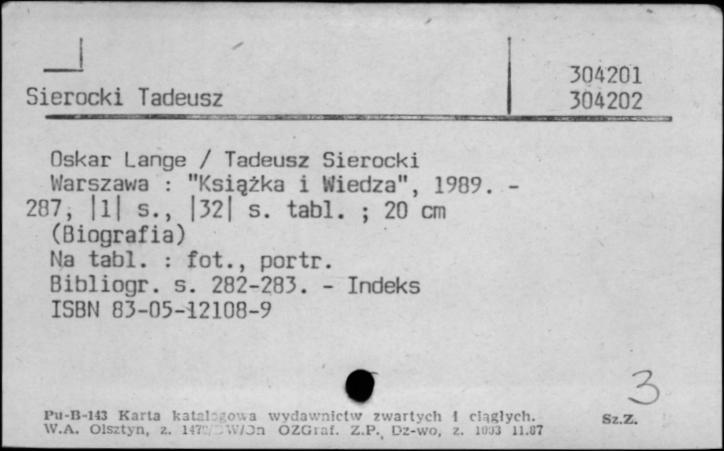 304201
Sierocki Tadeusz 304202
Oskar Lange / Tadeusz Sierocki
Warszawa : "Książka i Wiedza", 1989. -
287, |1| s., |32| s. tabl. ; 20 cm
(Biografia)
Na tabl. : fot., portr.
Bibliogr. s. 282-283. - Indeks
ISBN 83-05-12108-9
3
Pu-B-143 Karta katalogowa wydawnictw zwartych i ciągłych. Sz.Z.
W.A. Olsztyn, z. OZGraf. Z.P., Dz-wo, z. 11.87